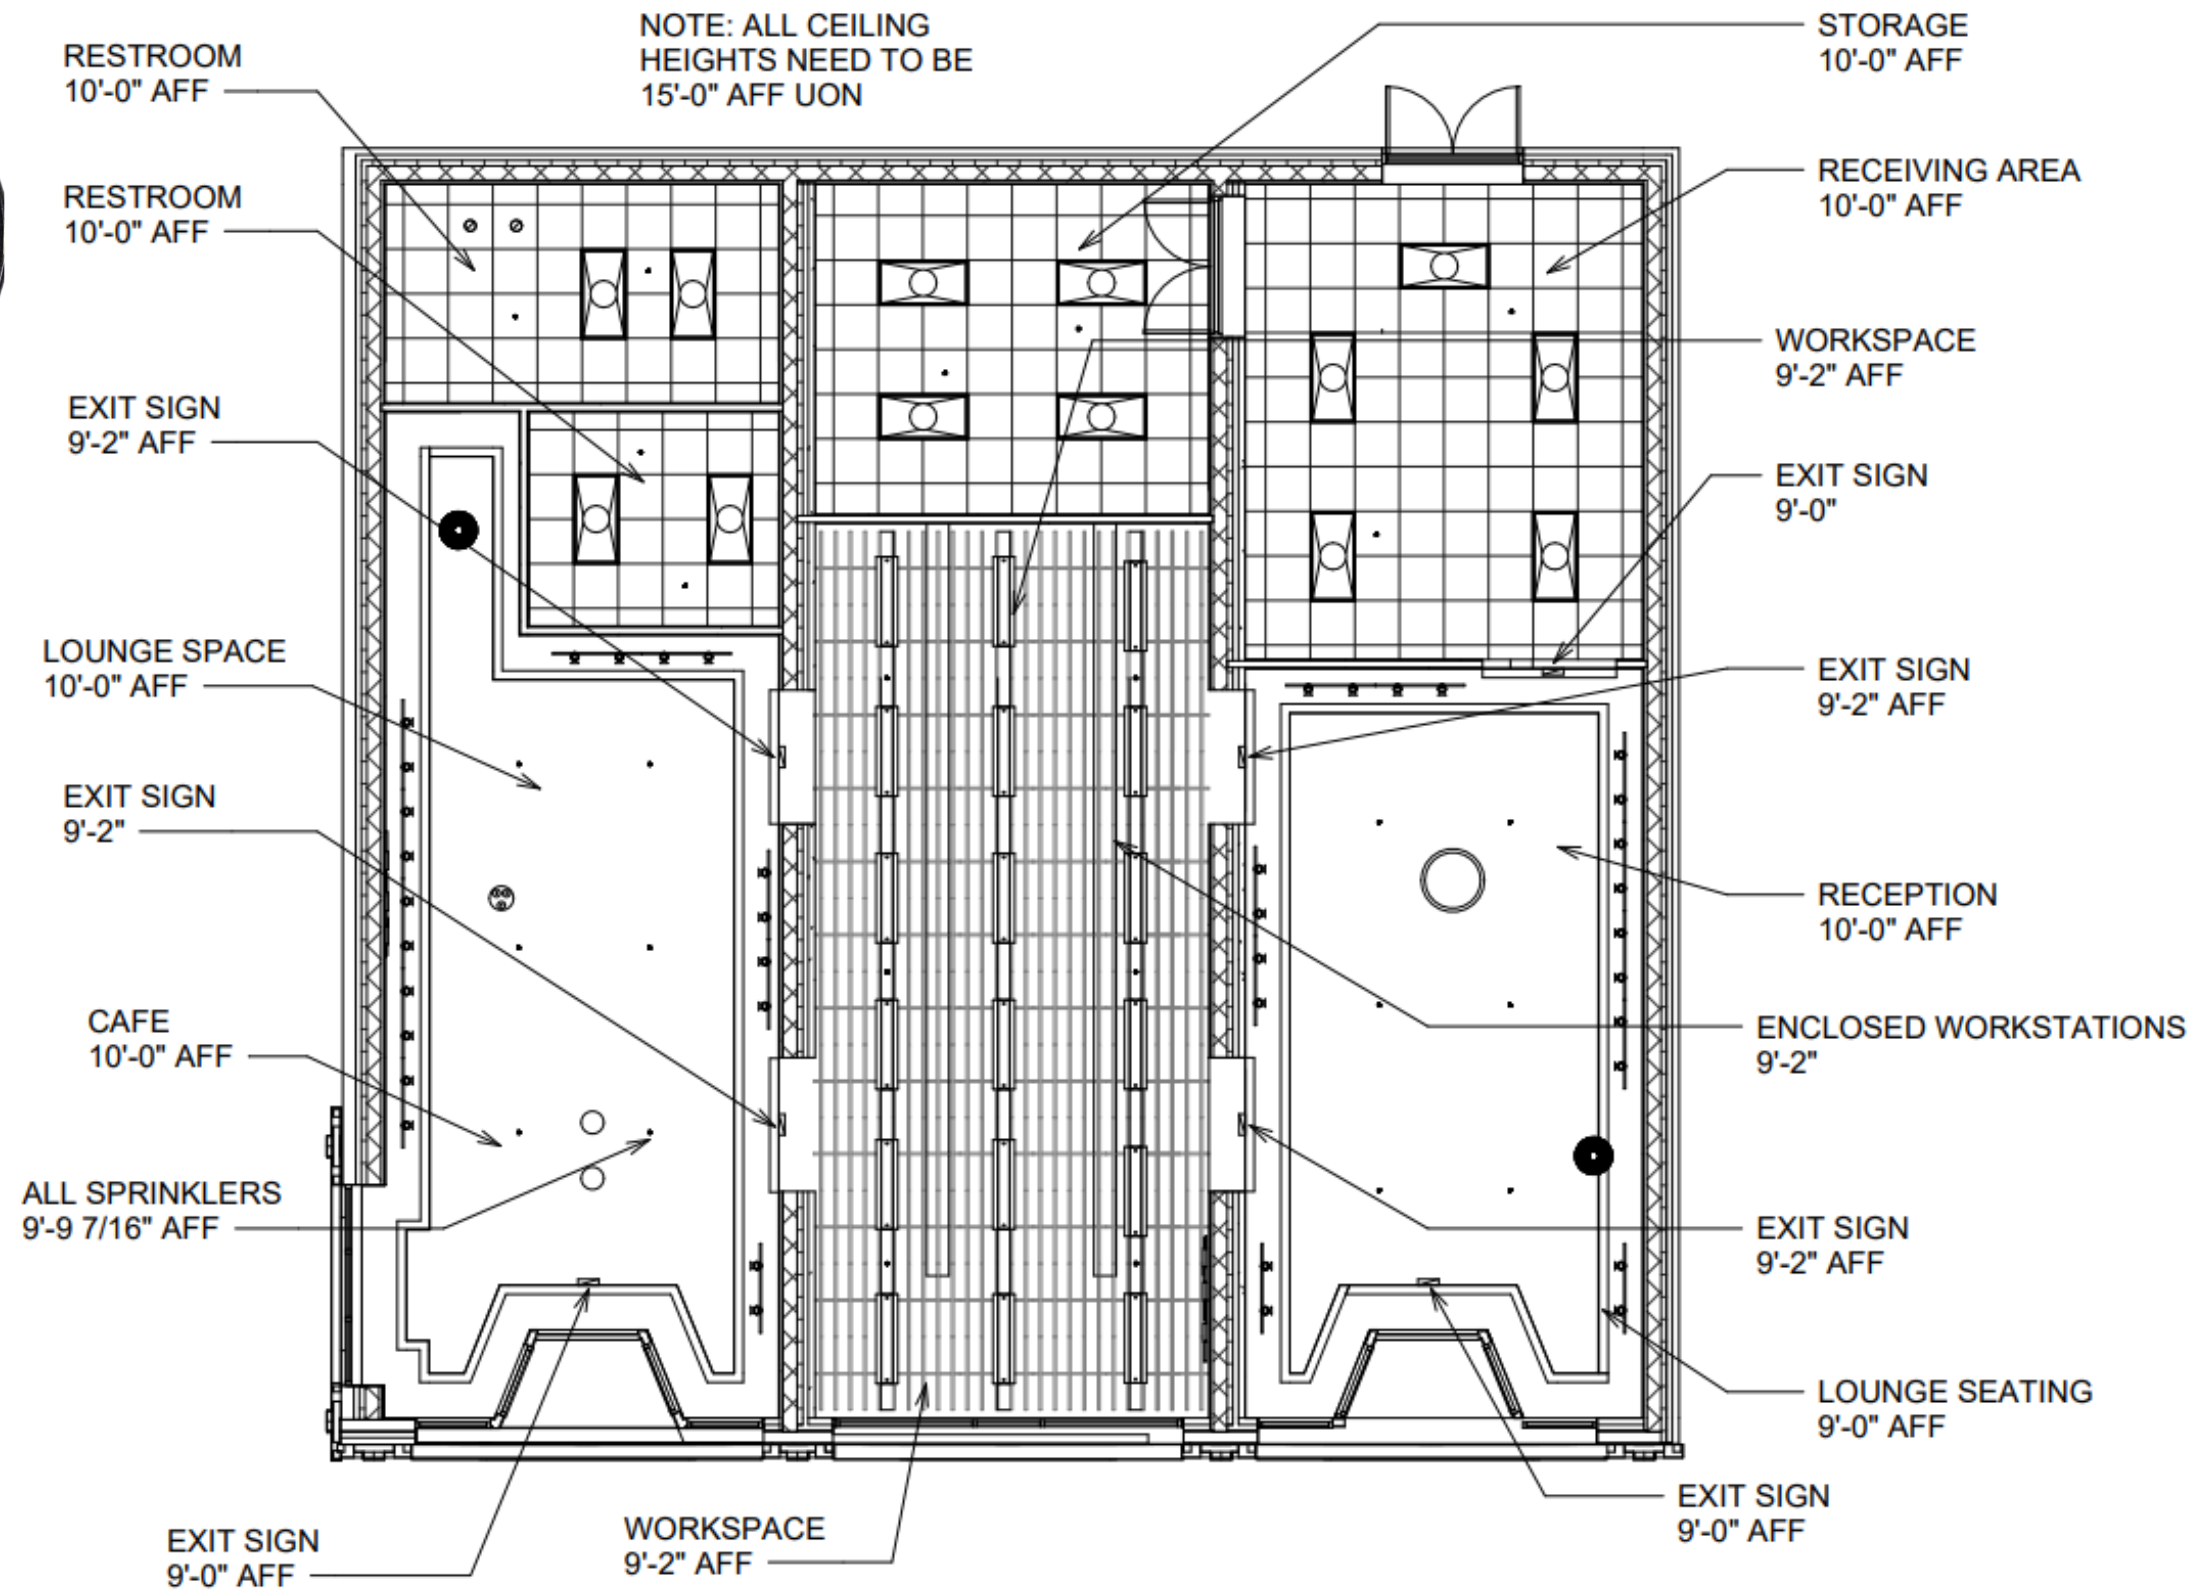 NOTE: ALL CEILING
HEIGHTS NEED TO BE
15'-0" AFF UON
RESTROOM
10'-0" AFF
RESTROOM
10'-0" AFF
EXIT SIGN
9'-2" AFF
LOUNGE SPACE
10'-0" AFF
EXIT SIGN
9'-2"
CAFE
10'-0" AFF
ALL SPRINKLERS
9'-9 7/16" AFF
EXIT SIGN
9'-0" AFF
WORKSPACE
9'-2" AFF
STORAGE
10'-0" AFF
RECEIVING AREA
10'-0" AFF
WORKSPACE
9'-2" AFF
EXIT SIGN
9'-0"
EXIT SIGN
9'-2" AFF
RECEPTION
10'-0" AFF
ENCLOSED WORKSTATIONS
9'-2"
EXIT SIGN
9'-2" AFF
LOUNGE SEATING
9'-0" AFF
EXIT SIGN
9'-0" AFF